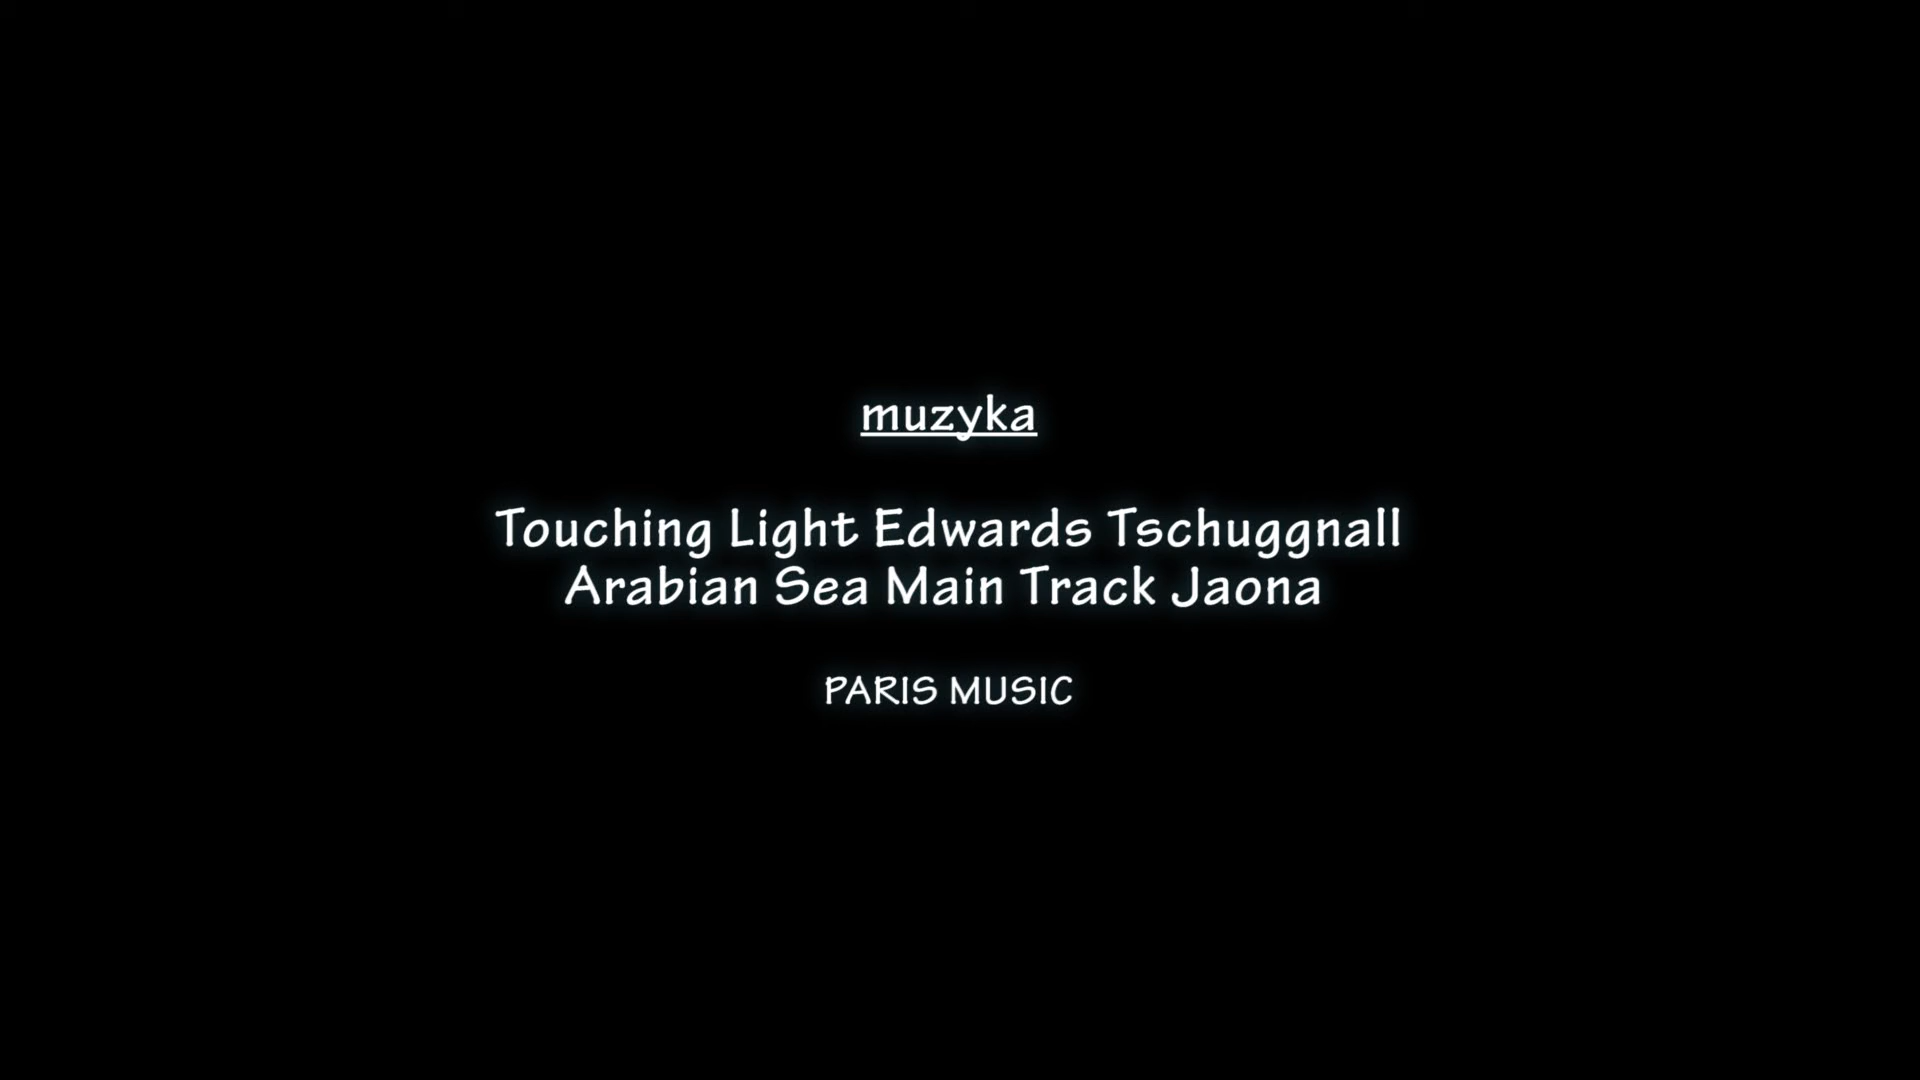 muzyka
Touching Light Edwards Tschuggnall
Arabian Sea Main Track Jaona
PARIS MUSIC